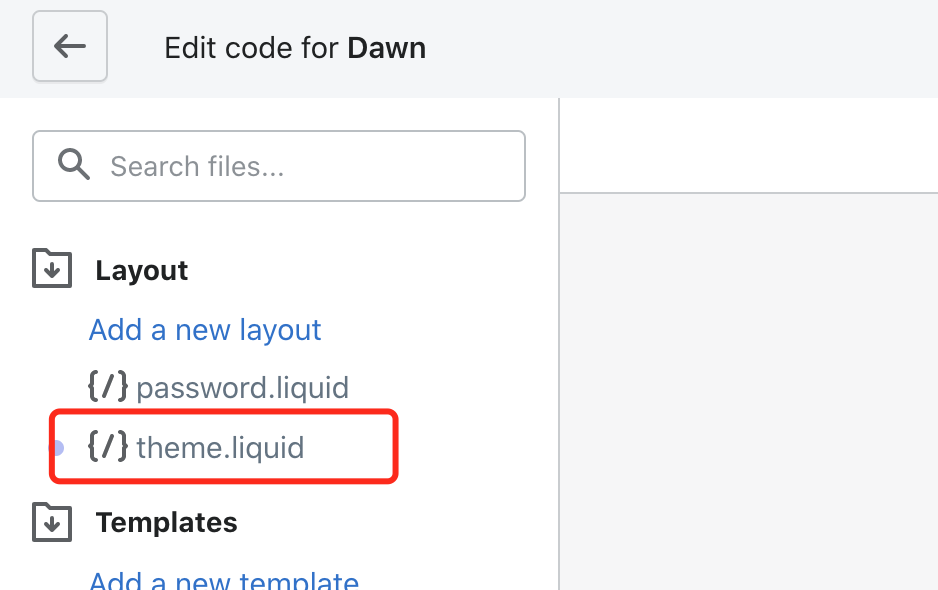 Edit code for Dawn
Search files...
Layout
Add a new layout
{/} password.liquid
{/} theme.liquid
Templates
Add a new template